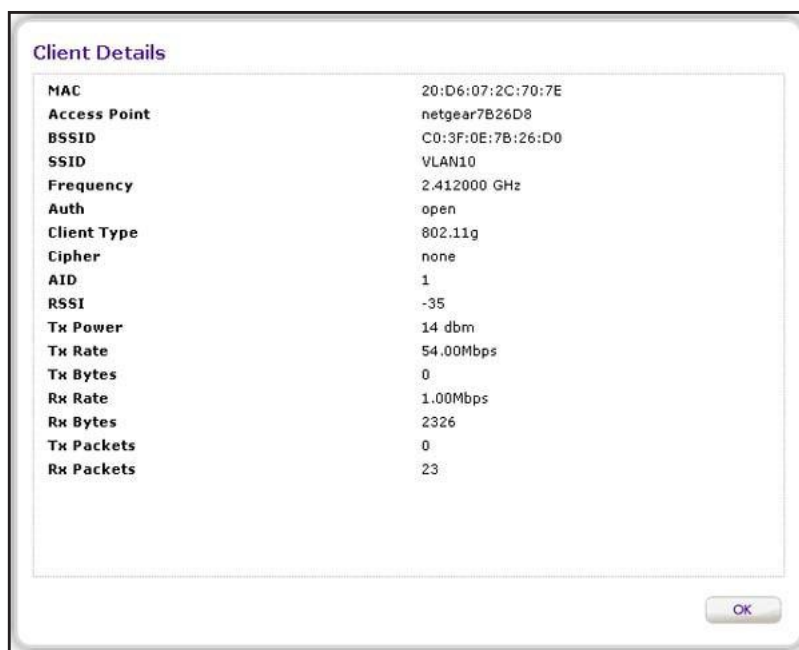 Client Details
MAC 20:D6:07:2C:70:7E
Access Point netgear7B26D8
BSSID C0:3F:0E:7B:26:D0
SSID VLAN10
Frequency 2.412000 GHz
Auth open
Client Type 802.11g
Cipher none
AID 1
RSSI -35
Tx Power 14 dbm
Tx Rate 54.00Mbps
Tx Bytes 0
Rx Rate 1.00Mbps
Rx Bytes 2326
Tx Packets 0
Rx Packets 23
OK